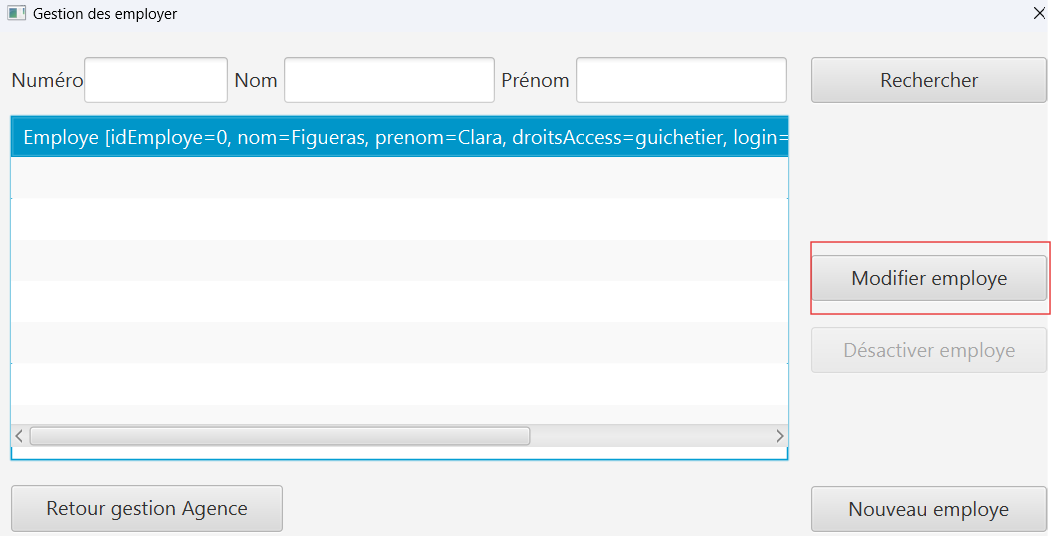 Gestion des employer
Numéro Nom Prénom Rechercher
Employe [idEmploye=0, nom=Figueras, prenom=Clara, droitsAccess=guichetier, login=
Modifier employe
Désactiver employe
Retour gestion Agence Nouveau employe